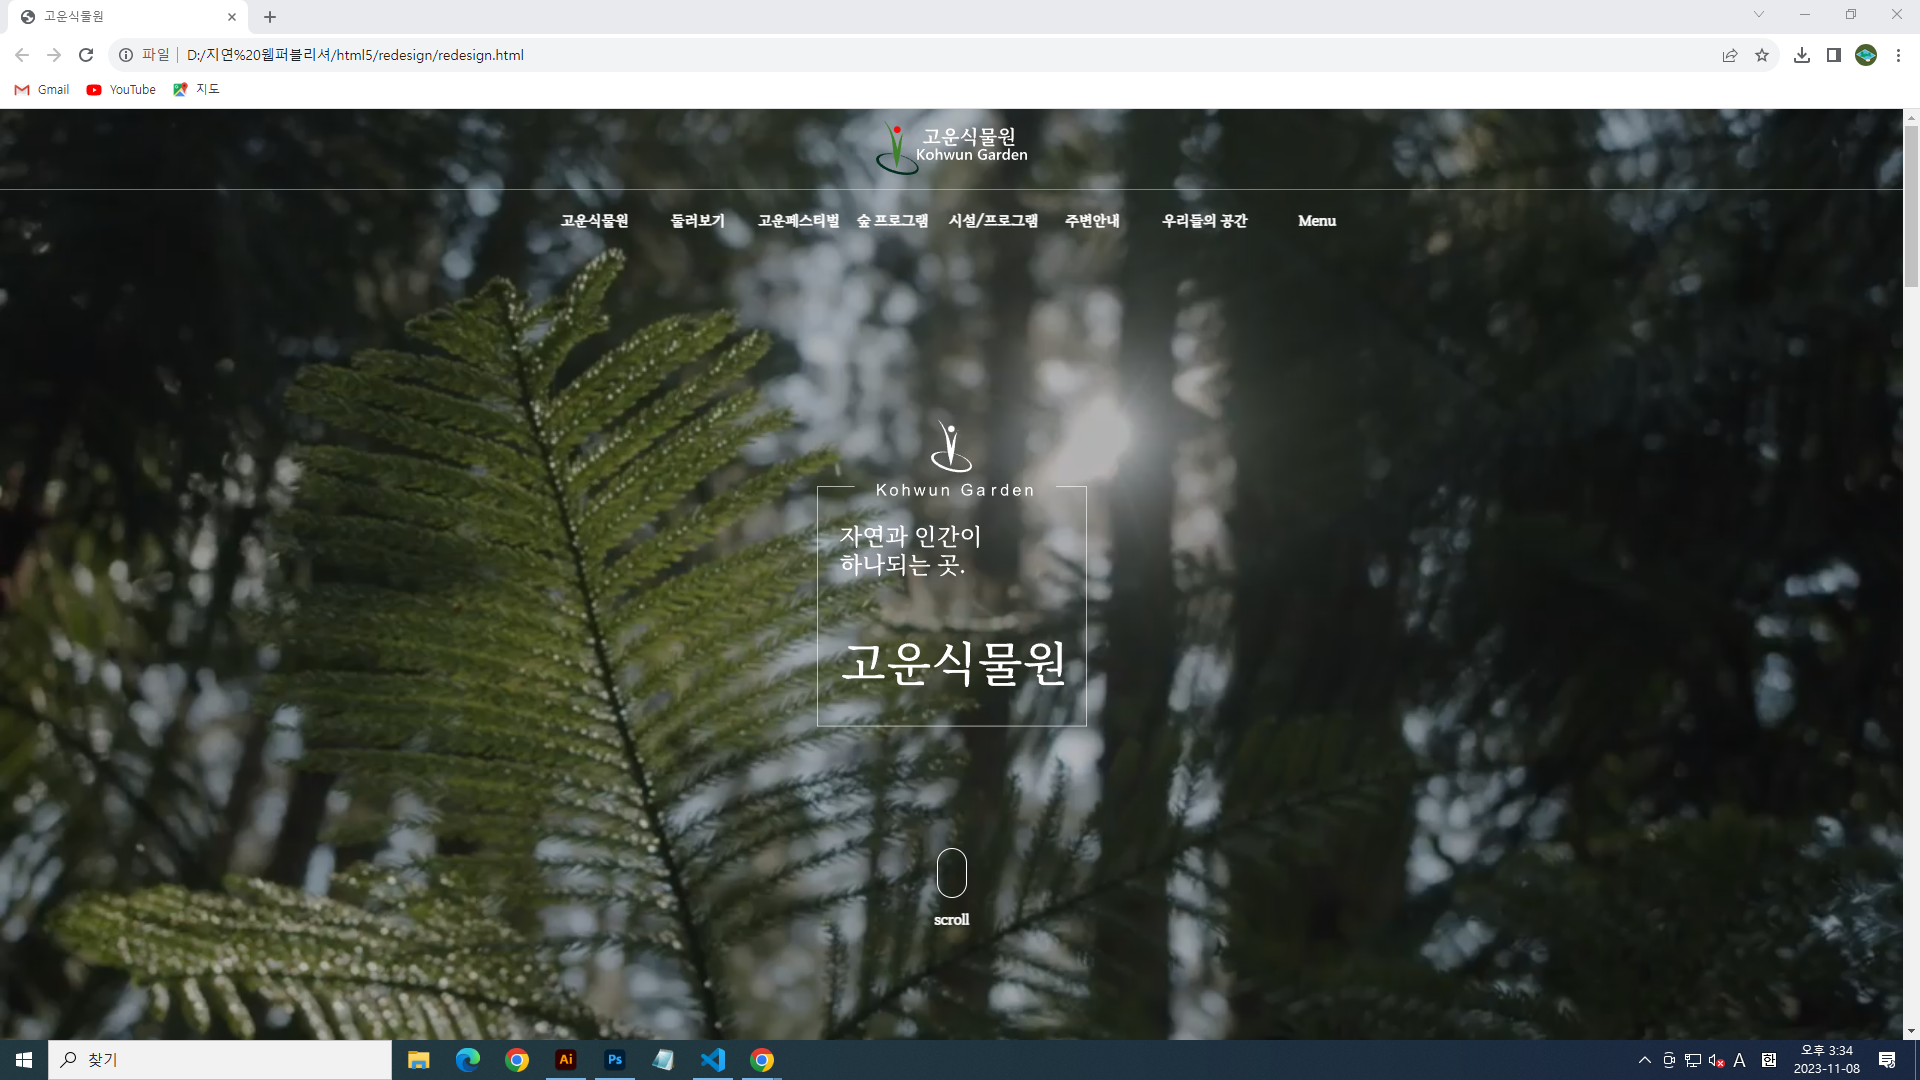 고운식물원
파일
D:/지연%20웹퍼블리셔/html5/redesign/redesign.html
Gmail YouTube 지도
고운식물원
Kohwun Garden
고운식물원 둘러보기 고운페스티벌 숲 프로그램 시설/프로그램 주변안내 우리들의 공간 Menu
Kohwun Garden
자연과 인간이
하나되는 곳.
고운식물원
scroll
찾기
Ai
Ps
A
한
오후 3:34
2023-11-08